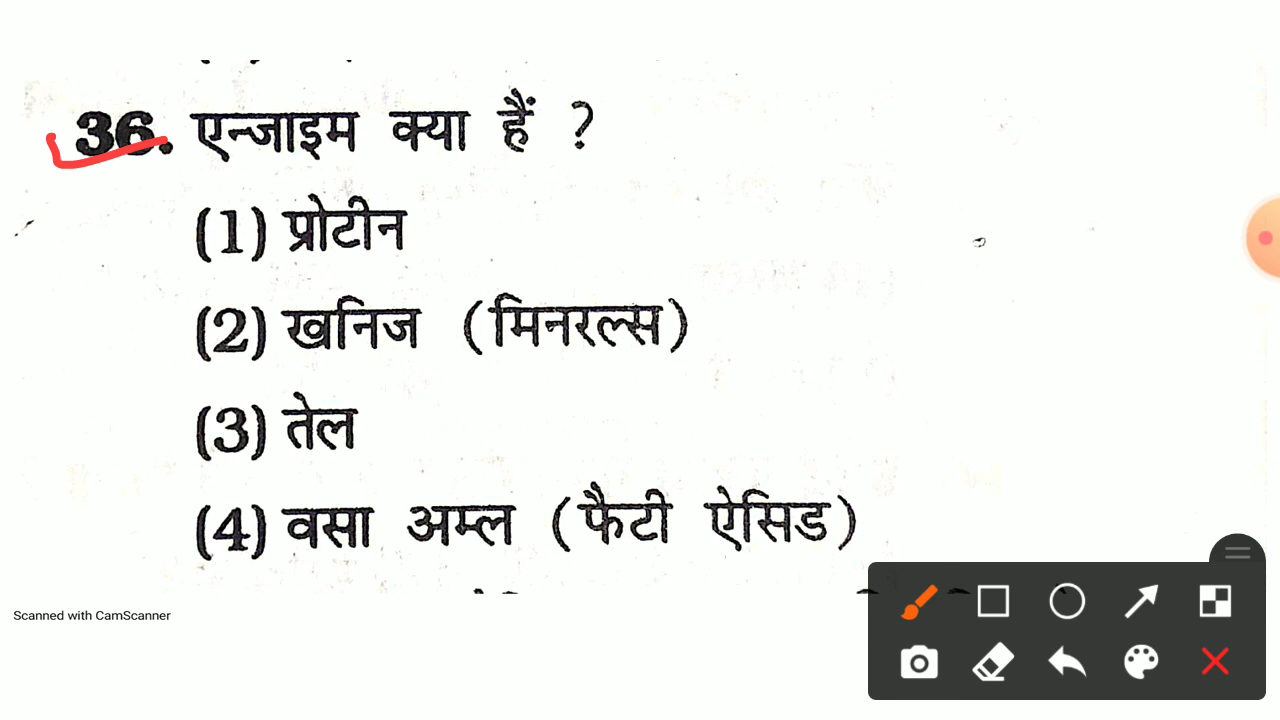 36. एन्जाइम क्या हैं ?
(1) प्रोटीन
(2) खनिज (मिनरल्स)
(3) तेल
(4) वसा अम्ल (फैटी ऐसिड)
Scanned with CamScanner